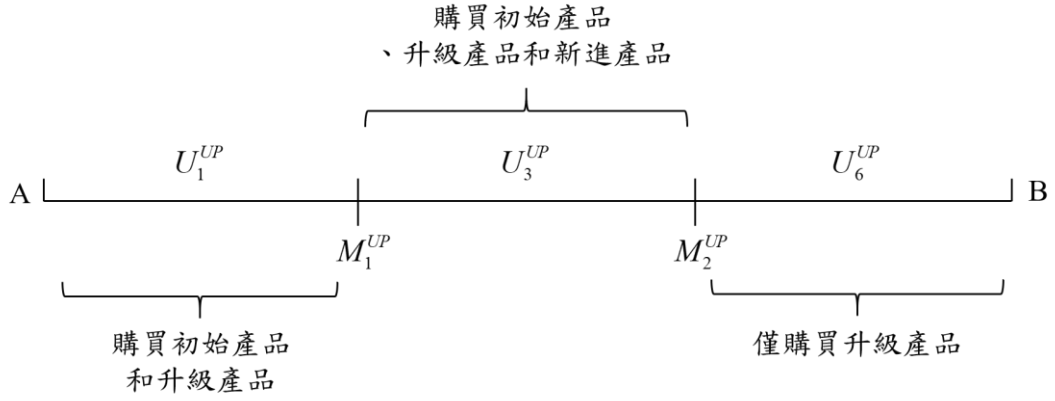 購買初始產品
、升級產品和新進產品
U_1^{UP} U_3^{UP} U_6^{UP}
A B
M_1^{UP} M_2^{UP}
購買初始產品
和升級產品
僅購買升級產品